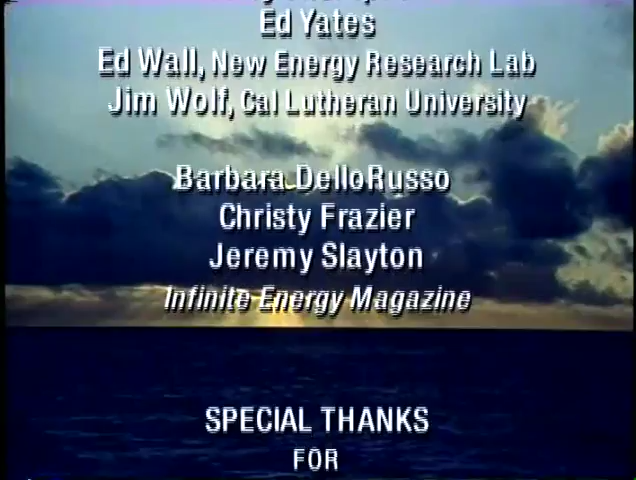 Ed Yates
Ed Wall, New Energy Research Lab
Jim Wolf, Cal Lutheran University
Barbara DelloRusso
Christy Frazier
Jeremy Slayton
Infinite Energy Magazine
SPECIAL THANKS
FOR